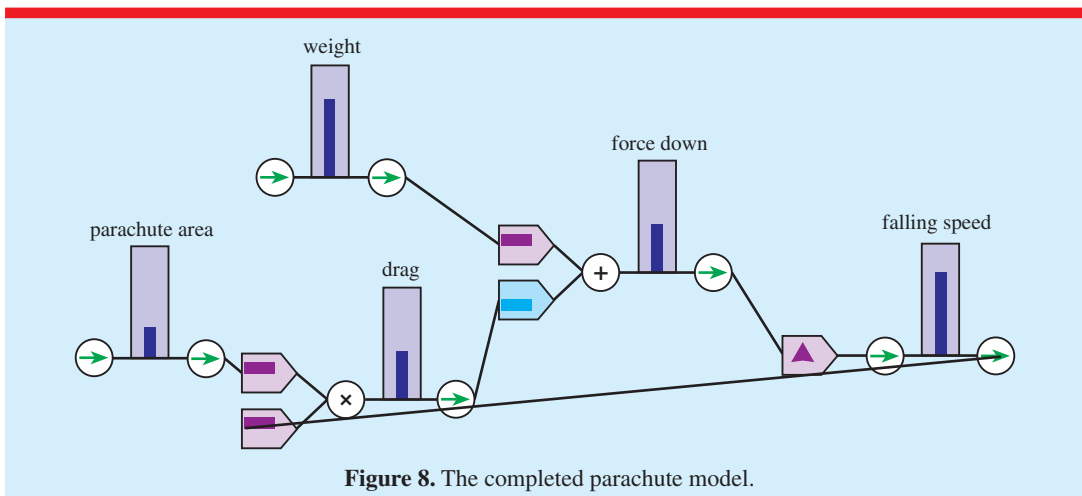 weight
force down
falling speed
parachute area
drag
+
×
Figure 8. The completed parachute model.